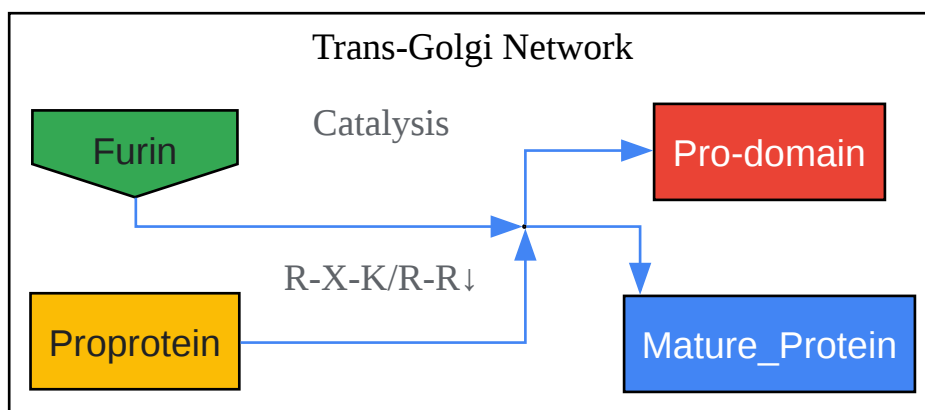 Trans-Golgi Network
Catalysis
Furin
Pro-domain
R-X-K/R-R↓
Proprotein
Mature_Protein